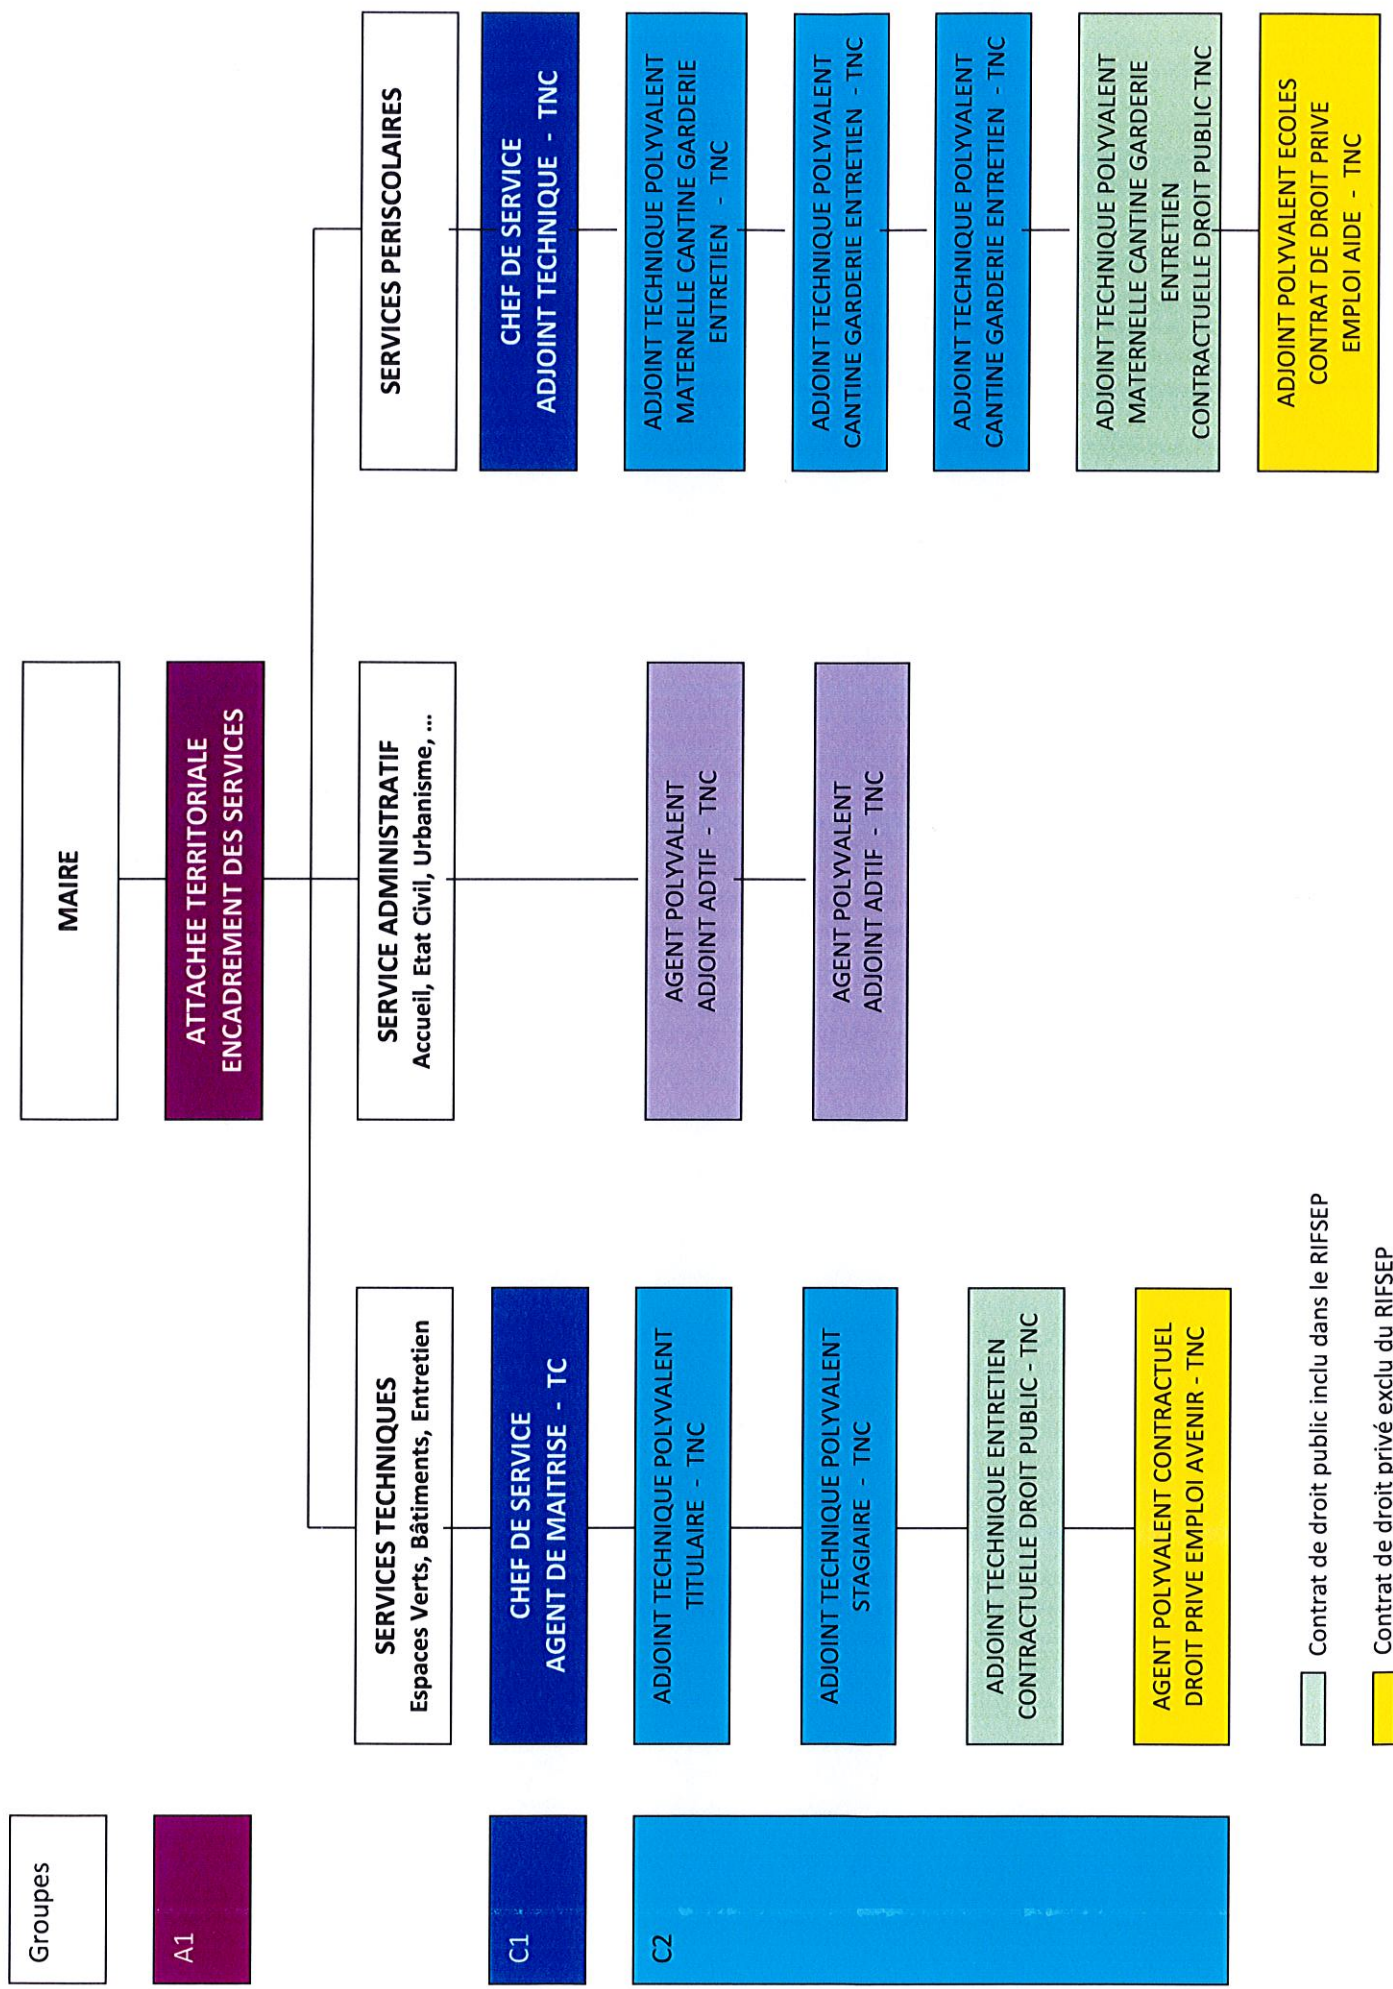 Groupes
MAIRE
A1
ATTACHEE TERRITORIALE
ENCADREMENT DES SERVICES
SERVICES TECHNIQUES
Espaces Verts, Bâtiments, Entretien
SERVICE ADMINISTRATIF
Accueil, Etat Civil, Urbanisme, ...
SERVICES PERISCOLAIRES
C1
CHEF DE SERVICE
AGENT DE MAITRISE - TC
CHEF DE SERVICE
ADJOINT TECHNIQUE - TNC
C2
ADJOINT TECHNIQUE POLYVALENT
TITULAIRE - TNC
AGENT POLYVALENT
ADJOINT ADTIF - TNC
ADJOINT TECHNIQUE POLYVALENT
MATERNELLE CANTINE GARDERIE
ENTRETIEN - TNC
ADJOINT TECHNIQUE POLYVALENT
STAGIAIRE - TNC
AGENT POLYVALENT
ADJOINT ADTIF - TNC
ADJOINT TECHNIQUE POLYVALENT
CANTINE GARDERIE ENTRETIEN - TNC
ADJOINT TECHNIQUE ENTRETIEN
CONTRACTUELLE DROIT PUBLIC - TNC
ADJOINT TECHNIQUE POLYVALENT
CANTINE GARDERIE ENTRETIEN - TNC
AGENT POLYVALENT CONTRACTUEL
DROIT PRIVE EMPLOI AVENIR - TNC
ADJOINT TECHNIQUE POLYVALENT
MATERNELLE CANTINE GARDERIE
ENTRETIEN
CONTRACTUELLE DROIT PUBLIC TNC
ADJOINT POLYVALENT ECOLES
CONTRAT DE DROIT PRIVE
EMPLOI AIDE - TNC
Contrat de droit public inclu dans le RIFSEP
Contrat de droit privé exclu du RIFSEP